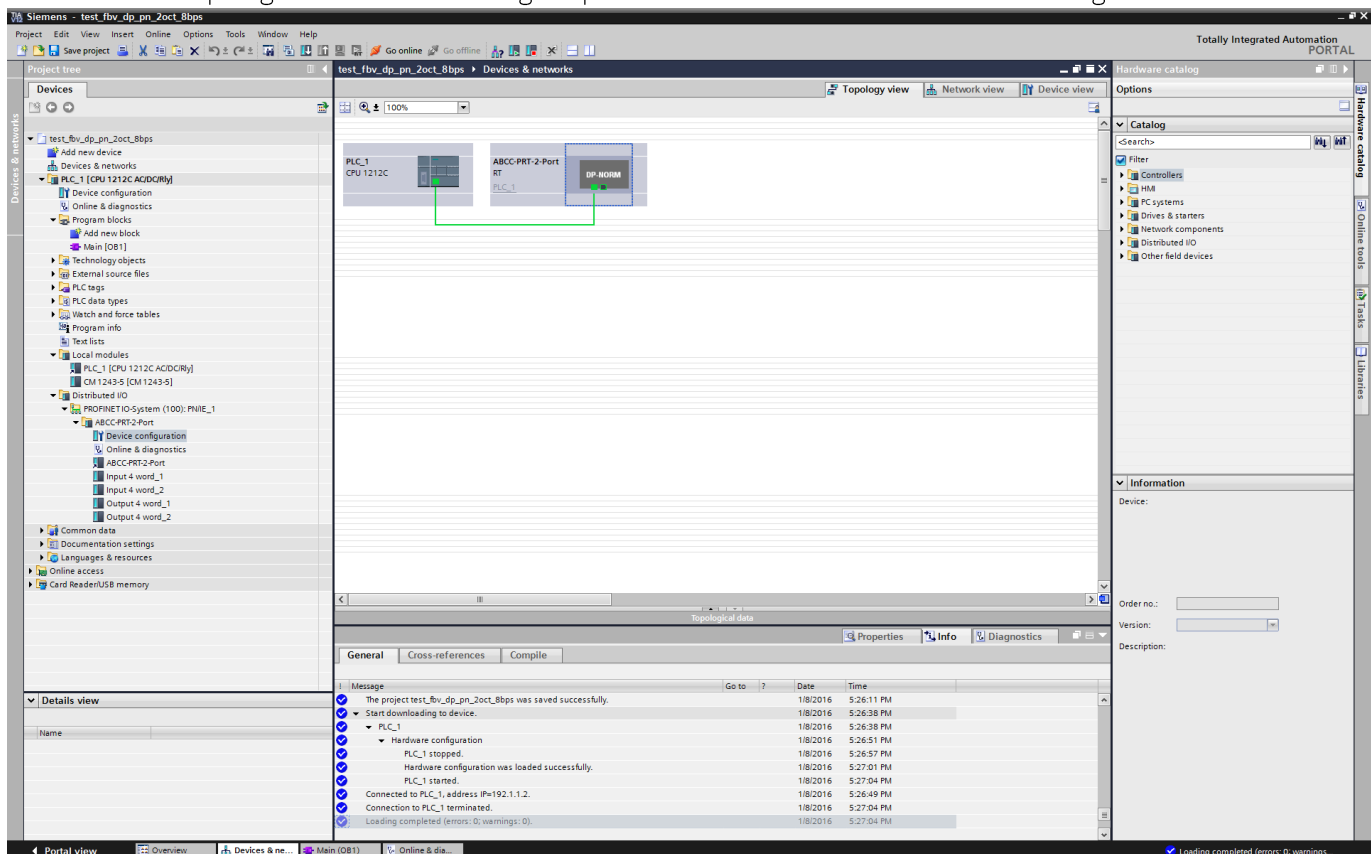 Siemens - test_fbv_dp_pn_2oct_8bps
Project Edit View Insert Online Options Tools Window Help
Totally Integrated Automation
PORTAL
Save project Go online Go offline
Project tree
test_fbv_dp_pn_2oct_8bps Devices & networks
Hardware catalog
Devices
Topology view Network view Device view
Options
100%
Catalog
<Search>
Filter
Controllers
HMI
PC systems
Drives & starters
Network components
Distributed I/O
Other field devices
test_fbv_dp_pn_2oct_8bps
Add new device
Devices & networks
PLC_1 [CPU 1212C AC/DC/Rly]
Device configuration
Online & diagnostics
Program blocks
Add new block
Main [OB1]
Technology objects
External source files
PLC tags
PLC data types
Watch and force tables
Program info
Text lists
Local modules
PLC_1 [CPU 1212C AC/DC/Rly]
CM 1243-5 [CM 1243-5]
Distributed I/O
PROFINET IO-System (100): PN/IE_1
ABCC-PRT-2-Port
Device configuration
Online & diagnostics
ABCC-PRT-2-Port
Input 4 word_1
Input 4 word_2
Output 4 word_1
Output 4 word_2
Common data
Documentation settings
Languages & resources
Online access
Card Reader/USB memory
PLC_1
CPU 1212C
ABCC-PRT-2-Port
RT
PLC_1
DP-NORM
Devices & networks
Hardware catalog
Online tools
Tasks
Libraries
Information
Device:
Order no.:
Version:
Description:
Topological data
Properties Info Diagnostics
General Cross-references Compile
! Message Go to ? Date Time
The project test_fbv_dp_pn_2oct_8bps was saved successfully. 1/8/2016 5:26:11 PM
Start downloading to device. 1/8/2016 5:26:38 PM
PLC_1 1/8/2016 5:26:38 PM
Hardware configuration 1/8/2016 5:26:51 PM
PLC_1 stopped. 1/8/2016 5:26:57 PM
Hardware configuration was loaded successfully. 1/8/2016 5:27:01 PM
PLC_1 started. 1/8/2016 5:27:04 PM
Connected to PLC_1, address IP=192.1.1.2. 1/8/2016 5:26:49 PM
Connection to PLC_1 terminated. 1/8/2016 5:27:04 PM
Loading completed (errors: 0; warnings: 0). 1/8/2016 5:27:04 PM
Details view
Name
Portal view Overview Devices & ne... Main (OB1) Online & dia...
Loading completed (errors: 0; warnings...